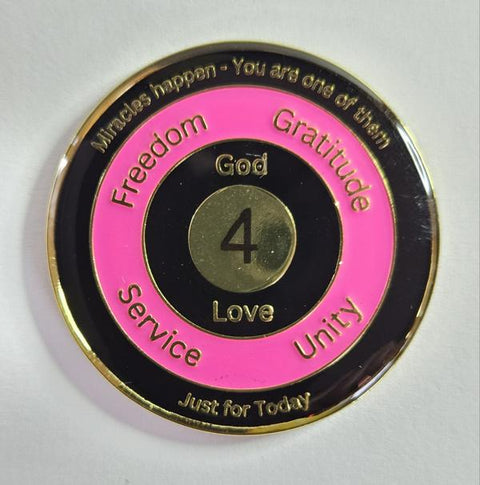 Miracles happen - You are one of them
Freedom
Gratitude
God
4
Love
Service
Unity
Just for Today